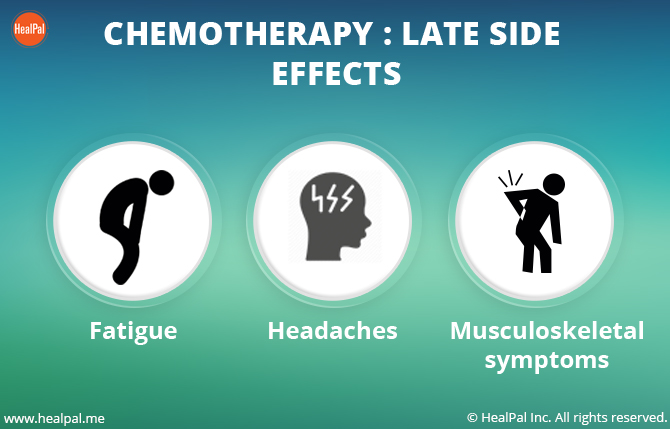 HealPal
CHEMOTHERAPY : LATE SIDE
EFFECTS
Fatigue
Headaches
Musculoskeletal
symptoms
www.healpal.me
© HealPal Inc. All rights reserved.